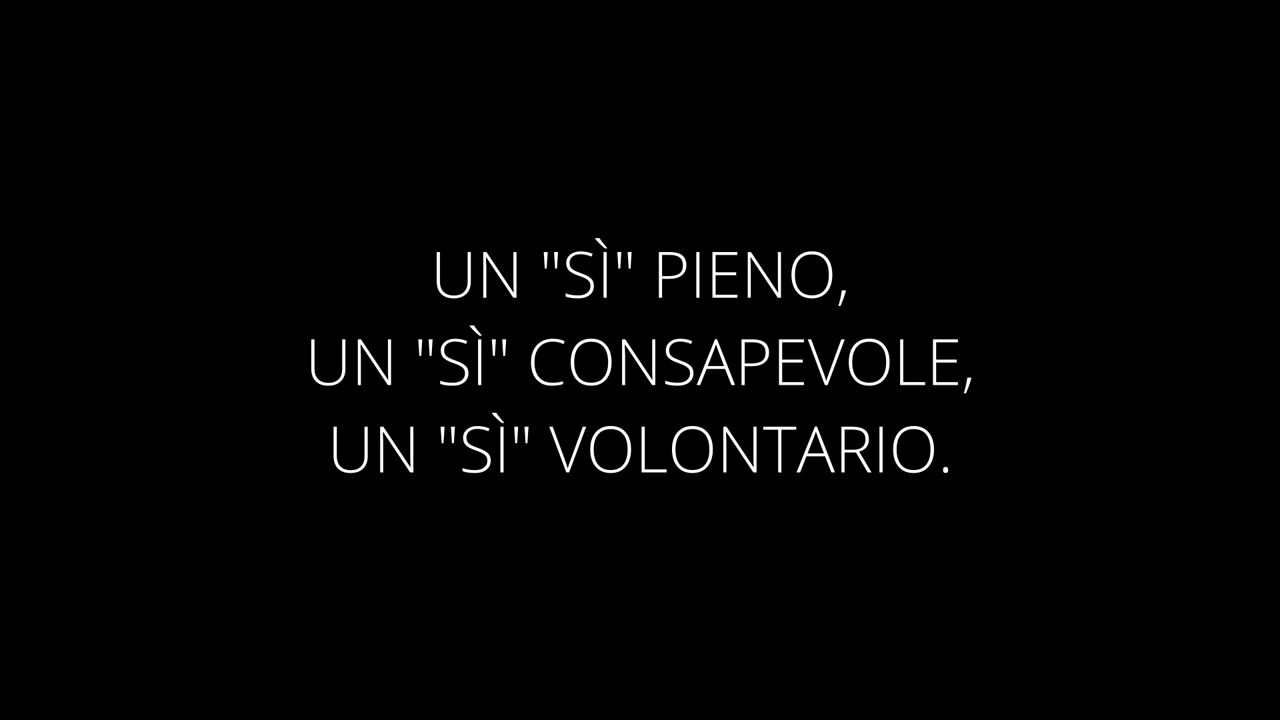 UN "SÌ" PIENO,
UN "SÌ" CONSAPEVOLE,
UN "SÌ" VOLONTARIO.